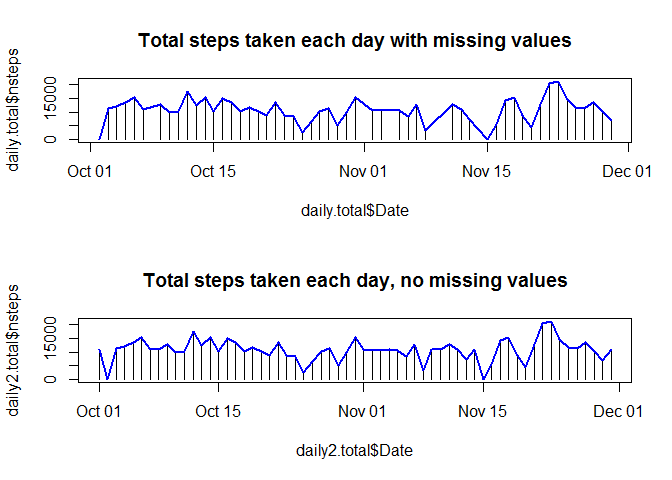 Total steps taken each day with missing values
daily.total$nsteps
15000
0
Oct 01 Oct 15 Nov 01 Nov 15 Dec 01
daily.total$Date
Total steps taken each day, no missing values
daily2.total$nsteps
15000
0
Oct 01 Oct 15 Nov 01 Nov 15 Dec 01
daily2.total$Date